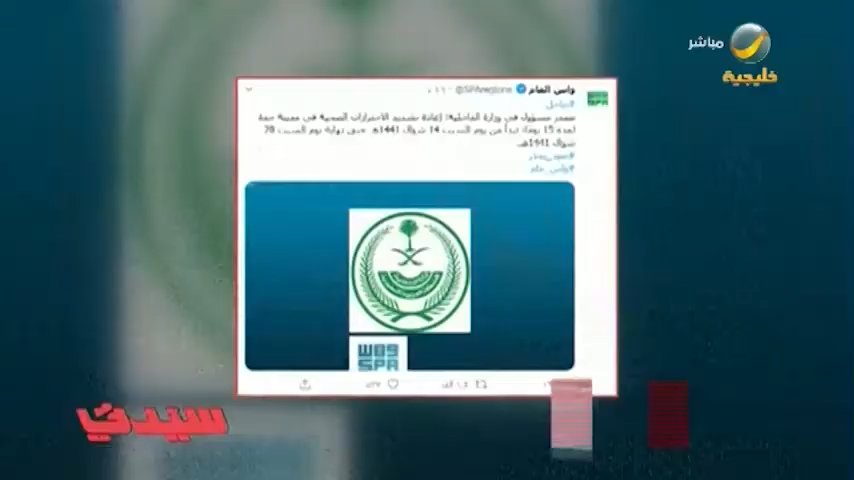 مباشر
خليجية
واس العام @SPAregions
#عاجل
مصدر مسؤول في وزارة الداخلية: إعادة تشديد الاحترازات الصحية في مدينة جدة
لمدة 15 يوما، بدأ من يوم السبت 14 شوال 1441هـ حتى نهاية يوم السبت 28
شوال 1441هـ.
#واس_عام
WAS
SPA
سيدتي